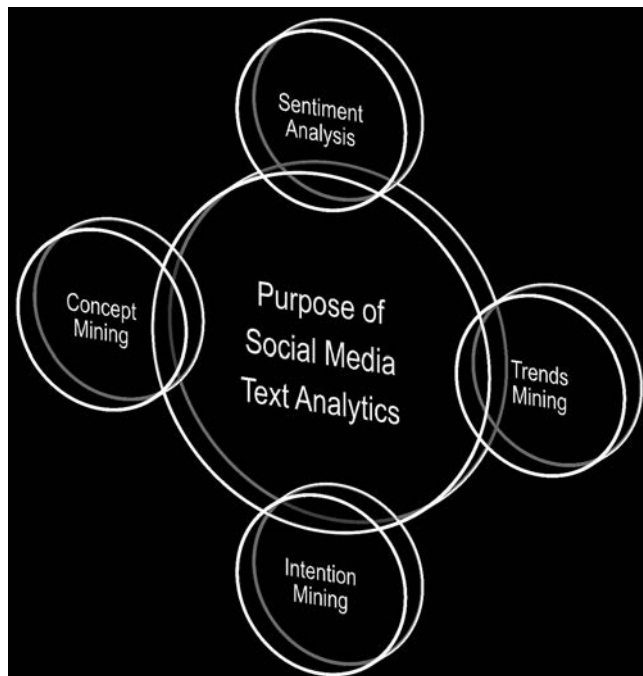 Sentiment
Analysis
Concept
Mining
Purpose of
Social Media
Text Analytics
Trends
Mining
Intention
Mining